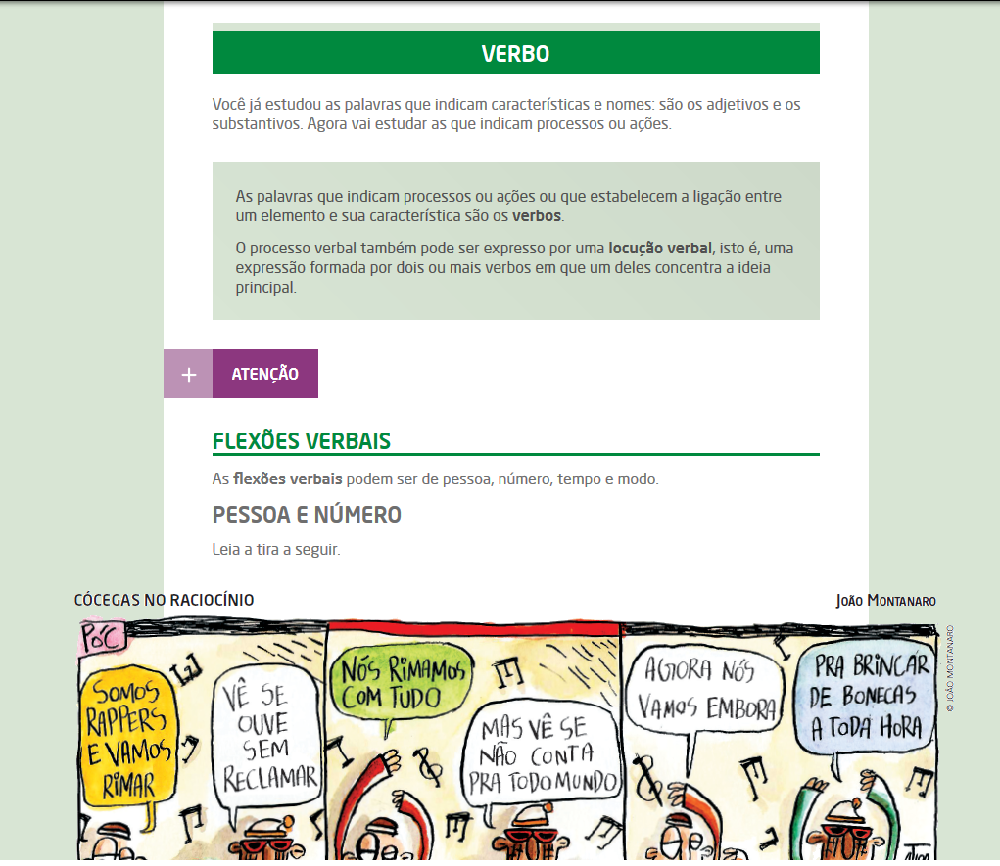 VERBO
Você já estudou as palavras que indicam características e nomes: são os adjetivos e os
substantivos. Agora vai estudar as que indicam processos ou ações.
As palavras que indicam processos ou ações ou que estabelecem a ligação entre
um elemento e sua característica são os verbos.
O processo verbal também pode ser expresso por uma locução verbal, isto é, uma
expressão formada por dois ou mais verbos em que um deles concentra a ideia
principal.
+ ATENÇÃO
FLEXÕES VERBAIS
As flexões verbais podem ser de pessoa, número, tempo e modo.
PESSOA E NÚMERO
Leia a tira a seguir.
CÓCEGAS NO RACIOCÍNIO
JOÃO MONTANARO
PóC
SOMOS
RAPPERS
E VAMOS
RIMAR
VÊ SE
OUVE
SEM
RECLAMAR
NÓS RIMAMOS
COM TUDO
MAS VÊ SE
NÃO CONTA
PRA TODO MUNDO
AGORA NÓS
VAMOS EMBORA
PRA BRINCAR
DE BONECAS
A TODA HORA
© JOÃO MONTANARO